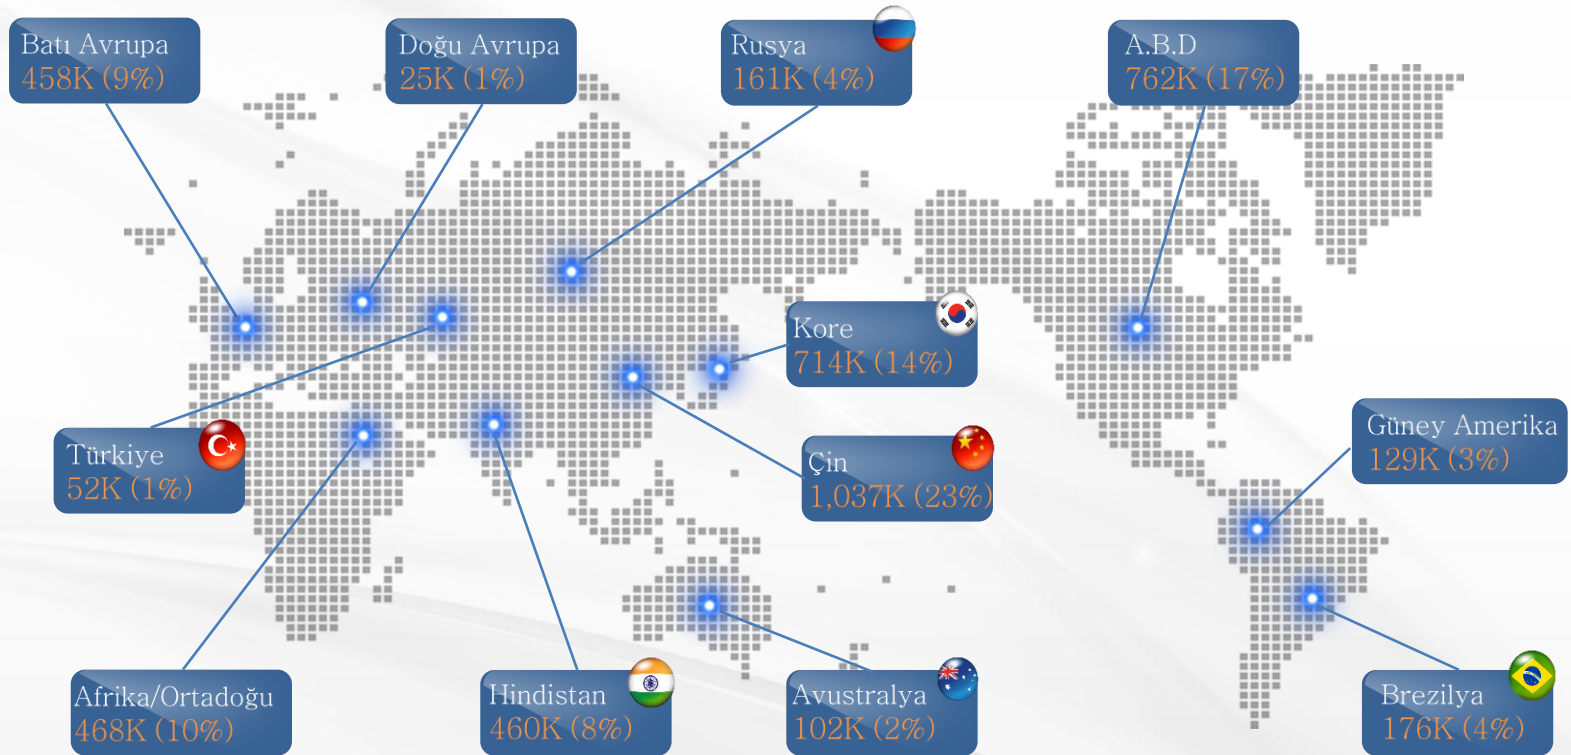 Batı Avrupa
458K (9%)
Doğu Avrupa
25K (1%)
Rusya
161K (4%)
A.B.D
762K (17%)
Kore
714K (14%)
Türkiye
52K (1%)
Çin
1,037K (23%)
Güney Amerika
129K (3%)
Afrika/Ortadoğu
468K (10%)
Hindistan
460K (8%)
Avustralya
102K (2%)
Brezilya
176K (4%)